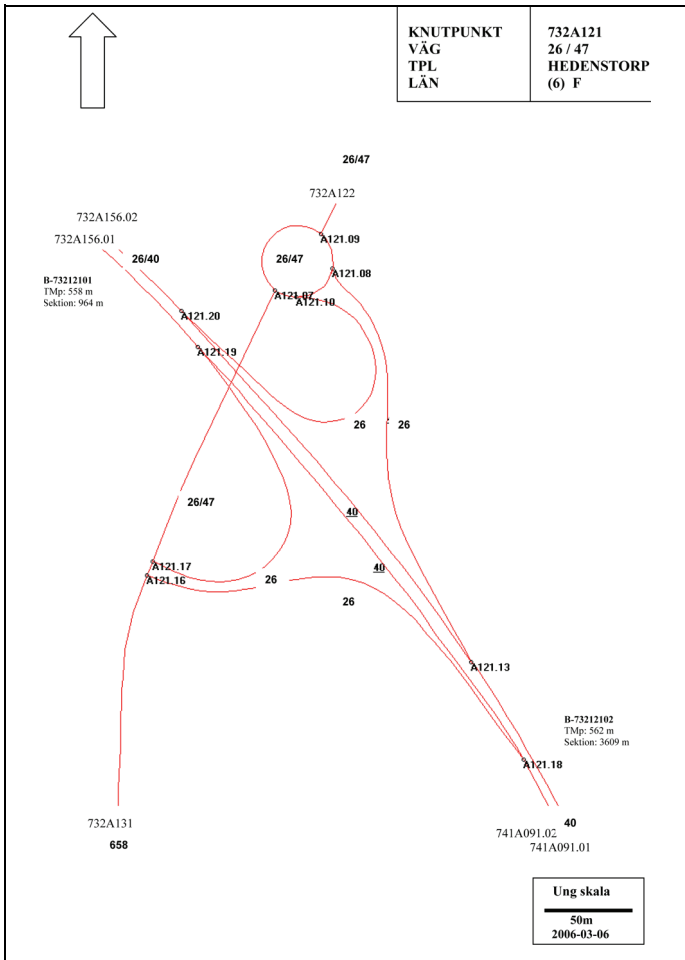 KNUTPUNKT 732A121
VÄG 26 / 47
TPL HEDENSTORP
LÄN (6) F
26/47
732A122
732A156.02
732A156.01
A121.09
26/40
26/47
A121.08
B-73212101
TMp: 558 m
Sektion: 964 m
A121.07
A121.10
A121.20
A121.19
26
26
26/47
40
A121.17
40
A121.16
26
26
A121.13
B-73212102
TMp: 562 m
Sektion: 3609 m
A121.18
732A131
40
741A091.02
658
741A091.01
Ung skala
50m
2006-03-06